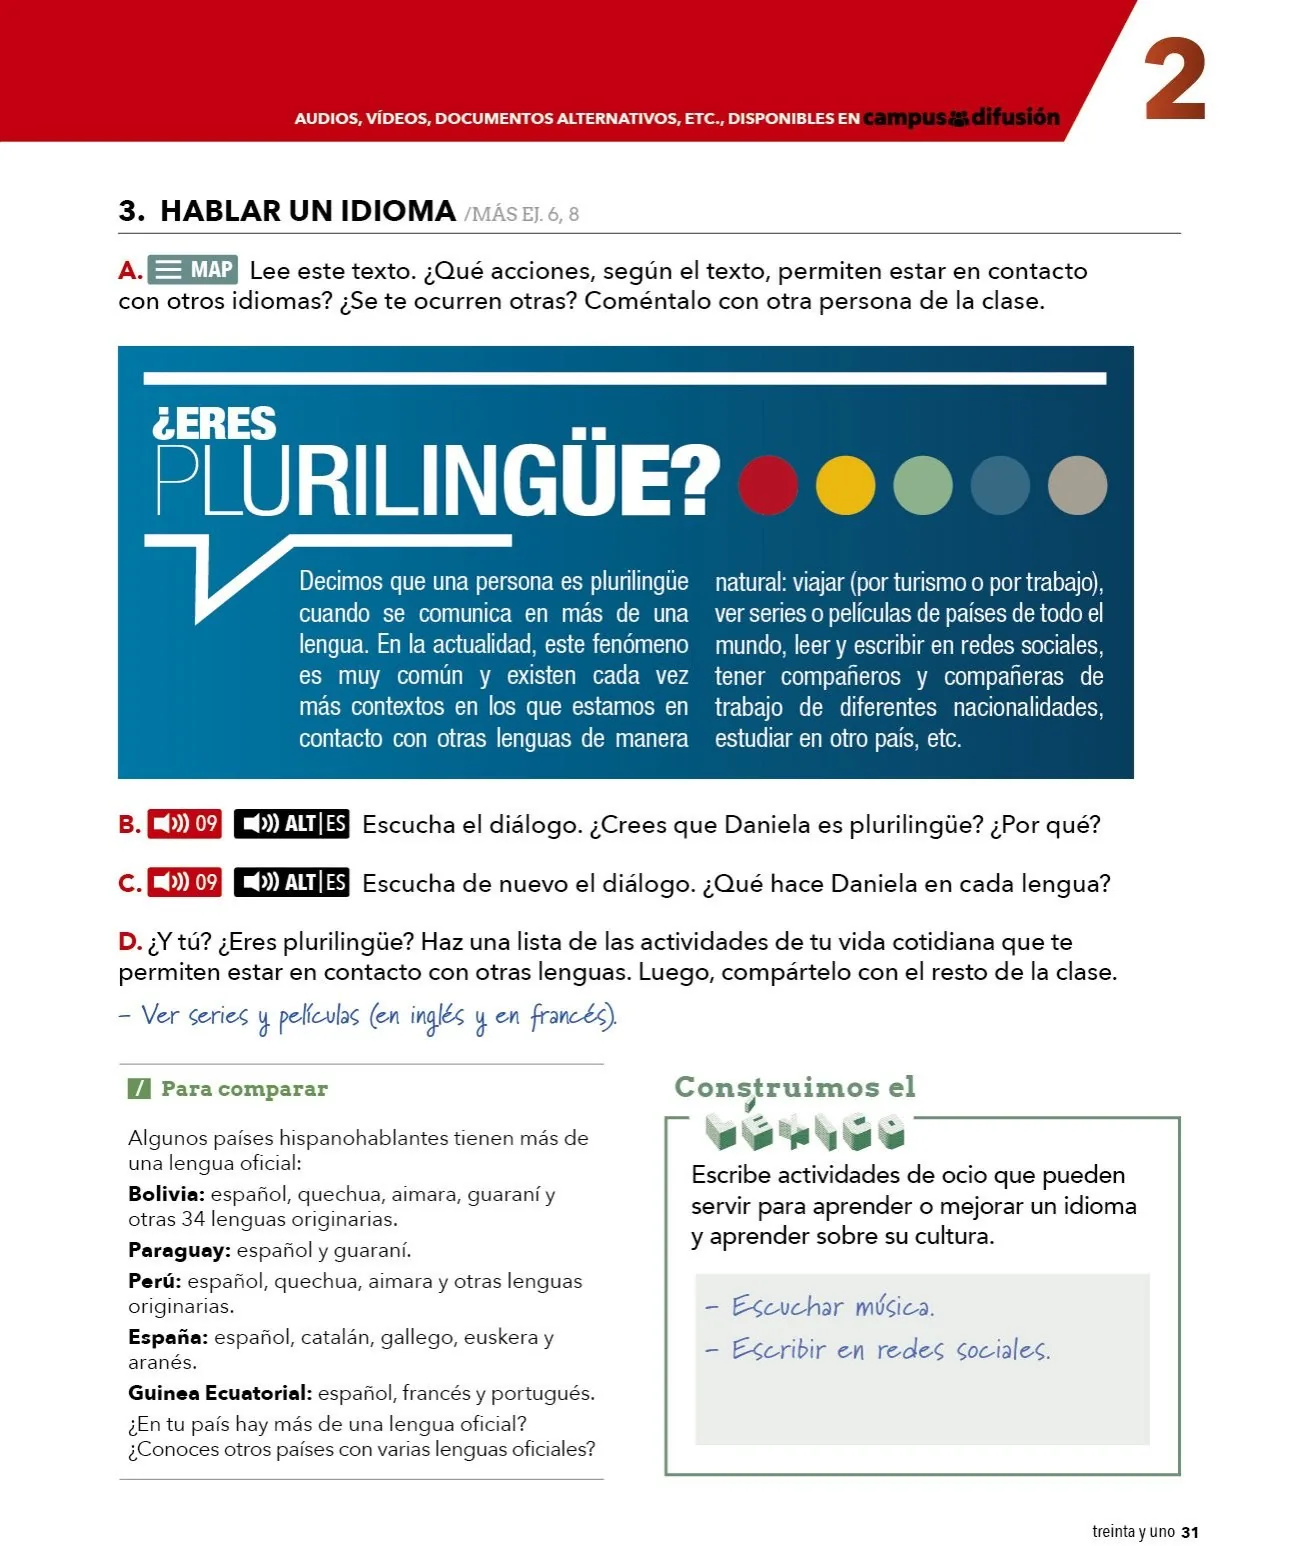 2
AUDIOS, VÍDEOS, DOCUMENTOS ALTERNATIVOS, ETC., DISPONIBLES EN campus difusión
3. HABLAR UN IDIOMA /MÁS EJ. 6, 8
A. MAP Lee este texto. ¿Qué acciones, según el texto, permiten estar en contacto
con otros idiomas? ¿Se te ocurren otras? Coméntalo con otra persona de la clase.
¿ERES
PLURILINGÜE?
Decimos que una persona es plurilingüe
cuando se comunica en más de una
lengua. En la actualidad, este fenómeno
es muy común y existen cada vez
más contextos en los que estamos en
contacto con otras lenguas de manera
natural: viajar (por turismo o por trabajo),
ver series o películas de países de todo el
mundo, leer y escribir en redes sociales,
tener compañeros y compañeras de
trabajo de diferentes nacionalidades,
estudiar en otro país, etc.
B. 09 ALT|ES Escucha el diálogo. ¿Crees que Daniela es plurilingüe? ¿Por qué?
C. 09 ALT|ES Escucha de nuevo el diálogo. ¿Qué hace Daniela en cada lengua?
D. ¿Y tú? ¿Eres plurilingüe? Haz una lista de las actividades de tu vida cotidiana que te
permiten estar en contacto con otras lenguas. Luego, compártelo con el resto de la clase.
– Ver series y películas (en inglés y en francés).
/ Para comparar
Algunos países hispanohablantes tienen más de
una lengua oficial:
Bolivia: español, quechua, aimara, guaraní y
otras 34 lenguas originarias.
Paraguay: español y guaraní.
Perú: español, quechua, aimara y otras lenguas
originarias.
España: español, catalán, gallego, euskera y
aranés.
Guinea Ecuatorial: español, francés y portugués.
¿En tu país hay más de una lengua oficial?
¿Conoces otros países con varias lenguas oficiales?
Construimos el
LÉXICO
Escribe actividades de ocio que pueden
servir para aprender o mejorar un idioma
y aprender sobre su cultura.
– Escuchar música.
– Escribir en redes sociales.
treinta y uno 31